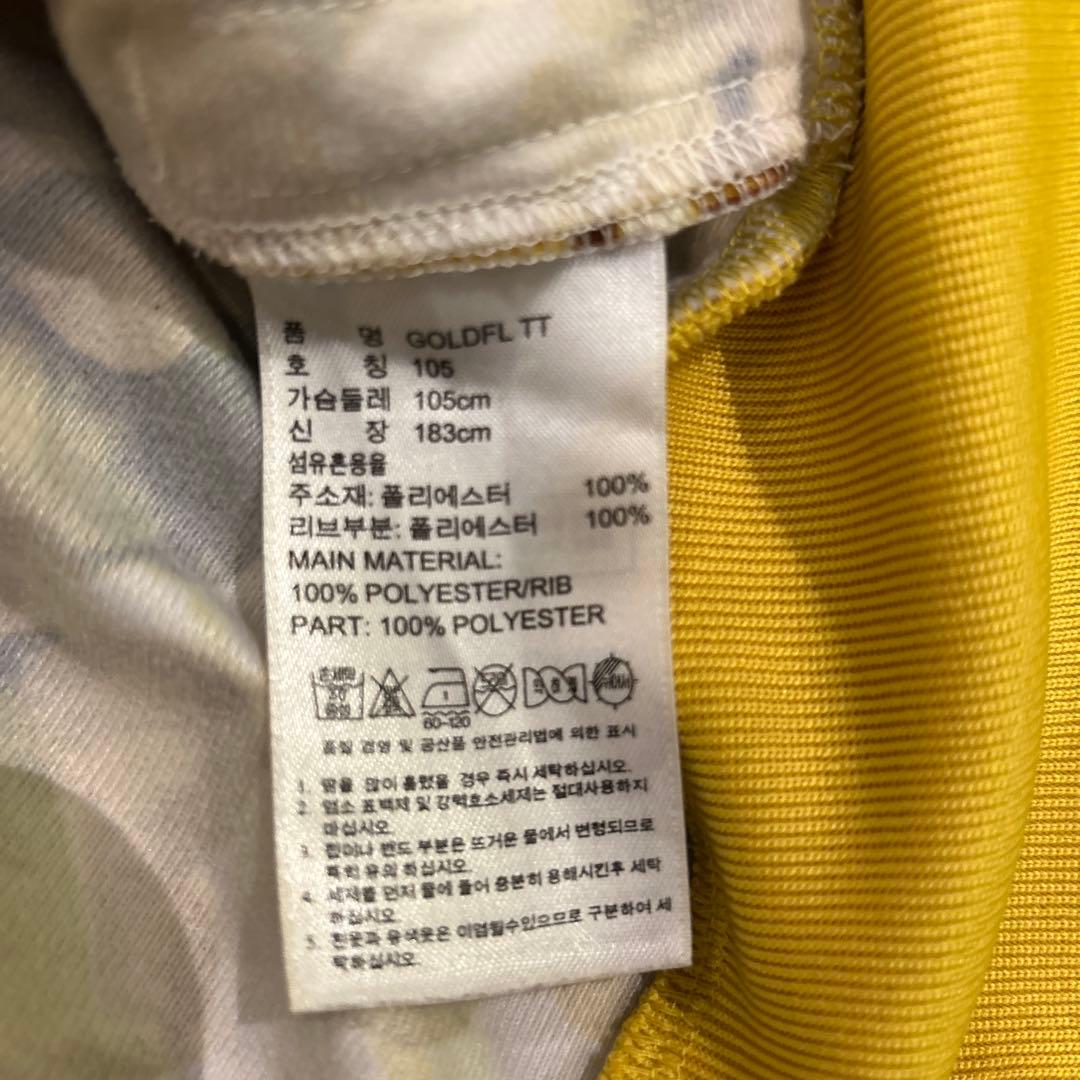 품 명 GOLDFL TT
호 칭 105
가슴둘레 105cm
신 장 183cm
섬유혼용율
주소재: 폴리에스터 100%
리브부분: 폴리에스터 100%
MAIN MATERIAL:
100% POLYESTER/RIB
PART: 100% POLYESTER
60-120
품질 경영 및 공산품 안전관리법에 의한 표시
1. 땀을 많이 흘렸을 경우 즉시 세탁하십시오.
2. 염소 표백제 및 강력효소세제는 절대사용하지
마십시오.
3. 힙이나 밴드 부분은 뜨거운 물에서 변형되므로
특히 유의 하십시오.
4. 세제를 먼저 물에 풀어 충분히 용해시킨후 세탁
하십시오.
5. 흰옷과 유색옷은 이염될수있으므로 구분하여 세
탁하십시오.